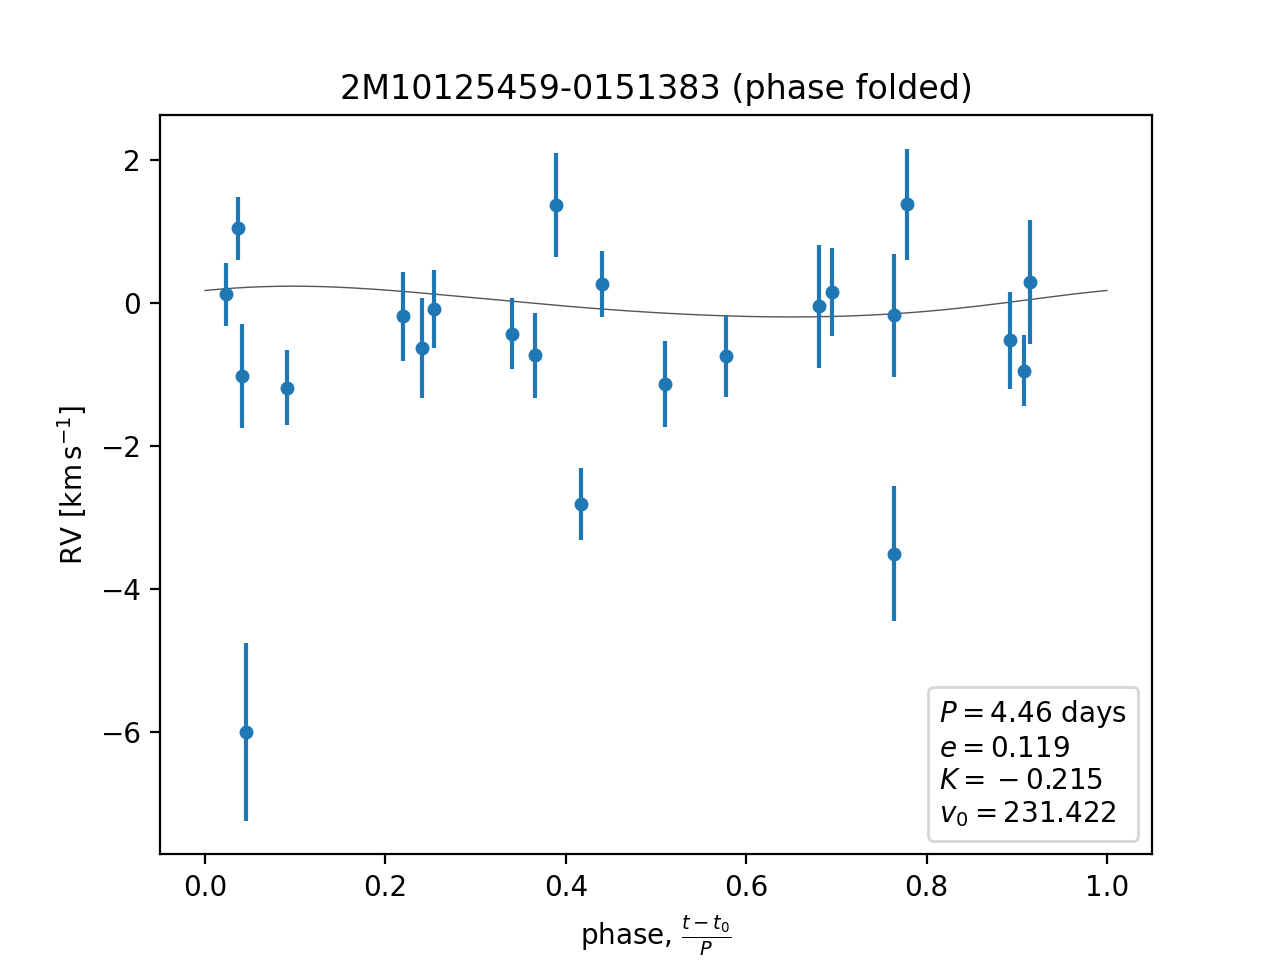 2M10125459-0151383 (phase folded)
RV [km s⁻¹]
2
0
−2
−4
−6
P = 4.46 days
e = 0.119
K = −0.215
v₀ = 231.422
0.0 0.2 0.4 0.6 0.8 1.0
phase, (t − t₀)/P